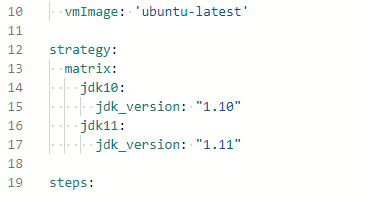 10 vmImage: 'ubuntu-latest'
11
12 strategy:
13 matrix:
14 jdk10:
15 jdk_version: "1.10"
16 jdk11:
17 jdk_version: "1.11"
18
19 steps: